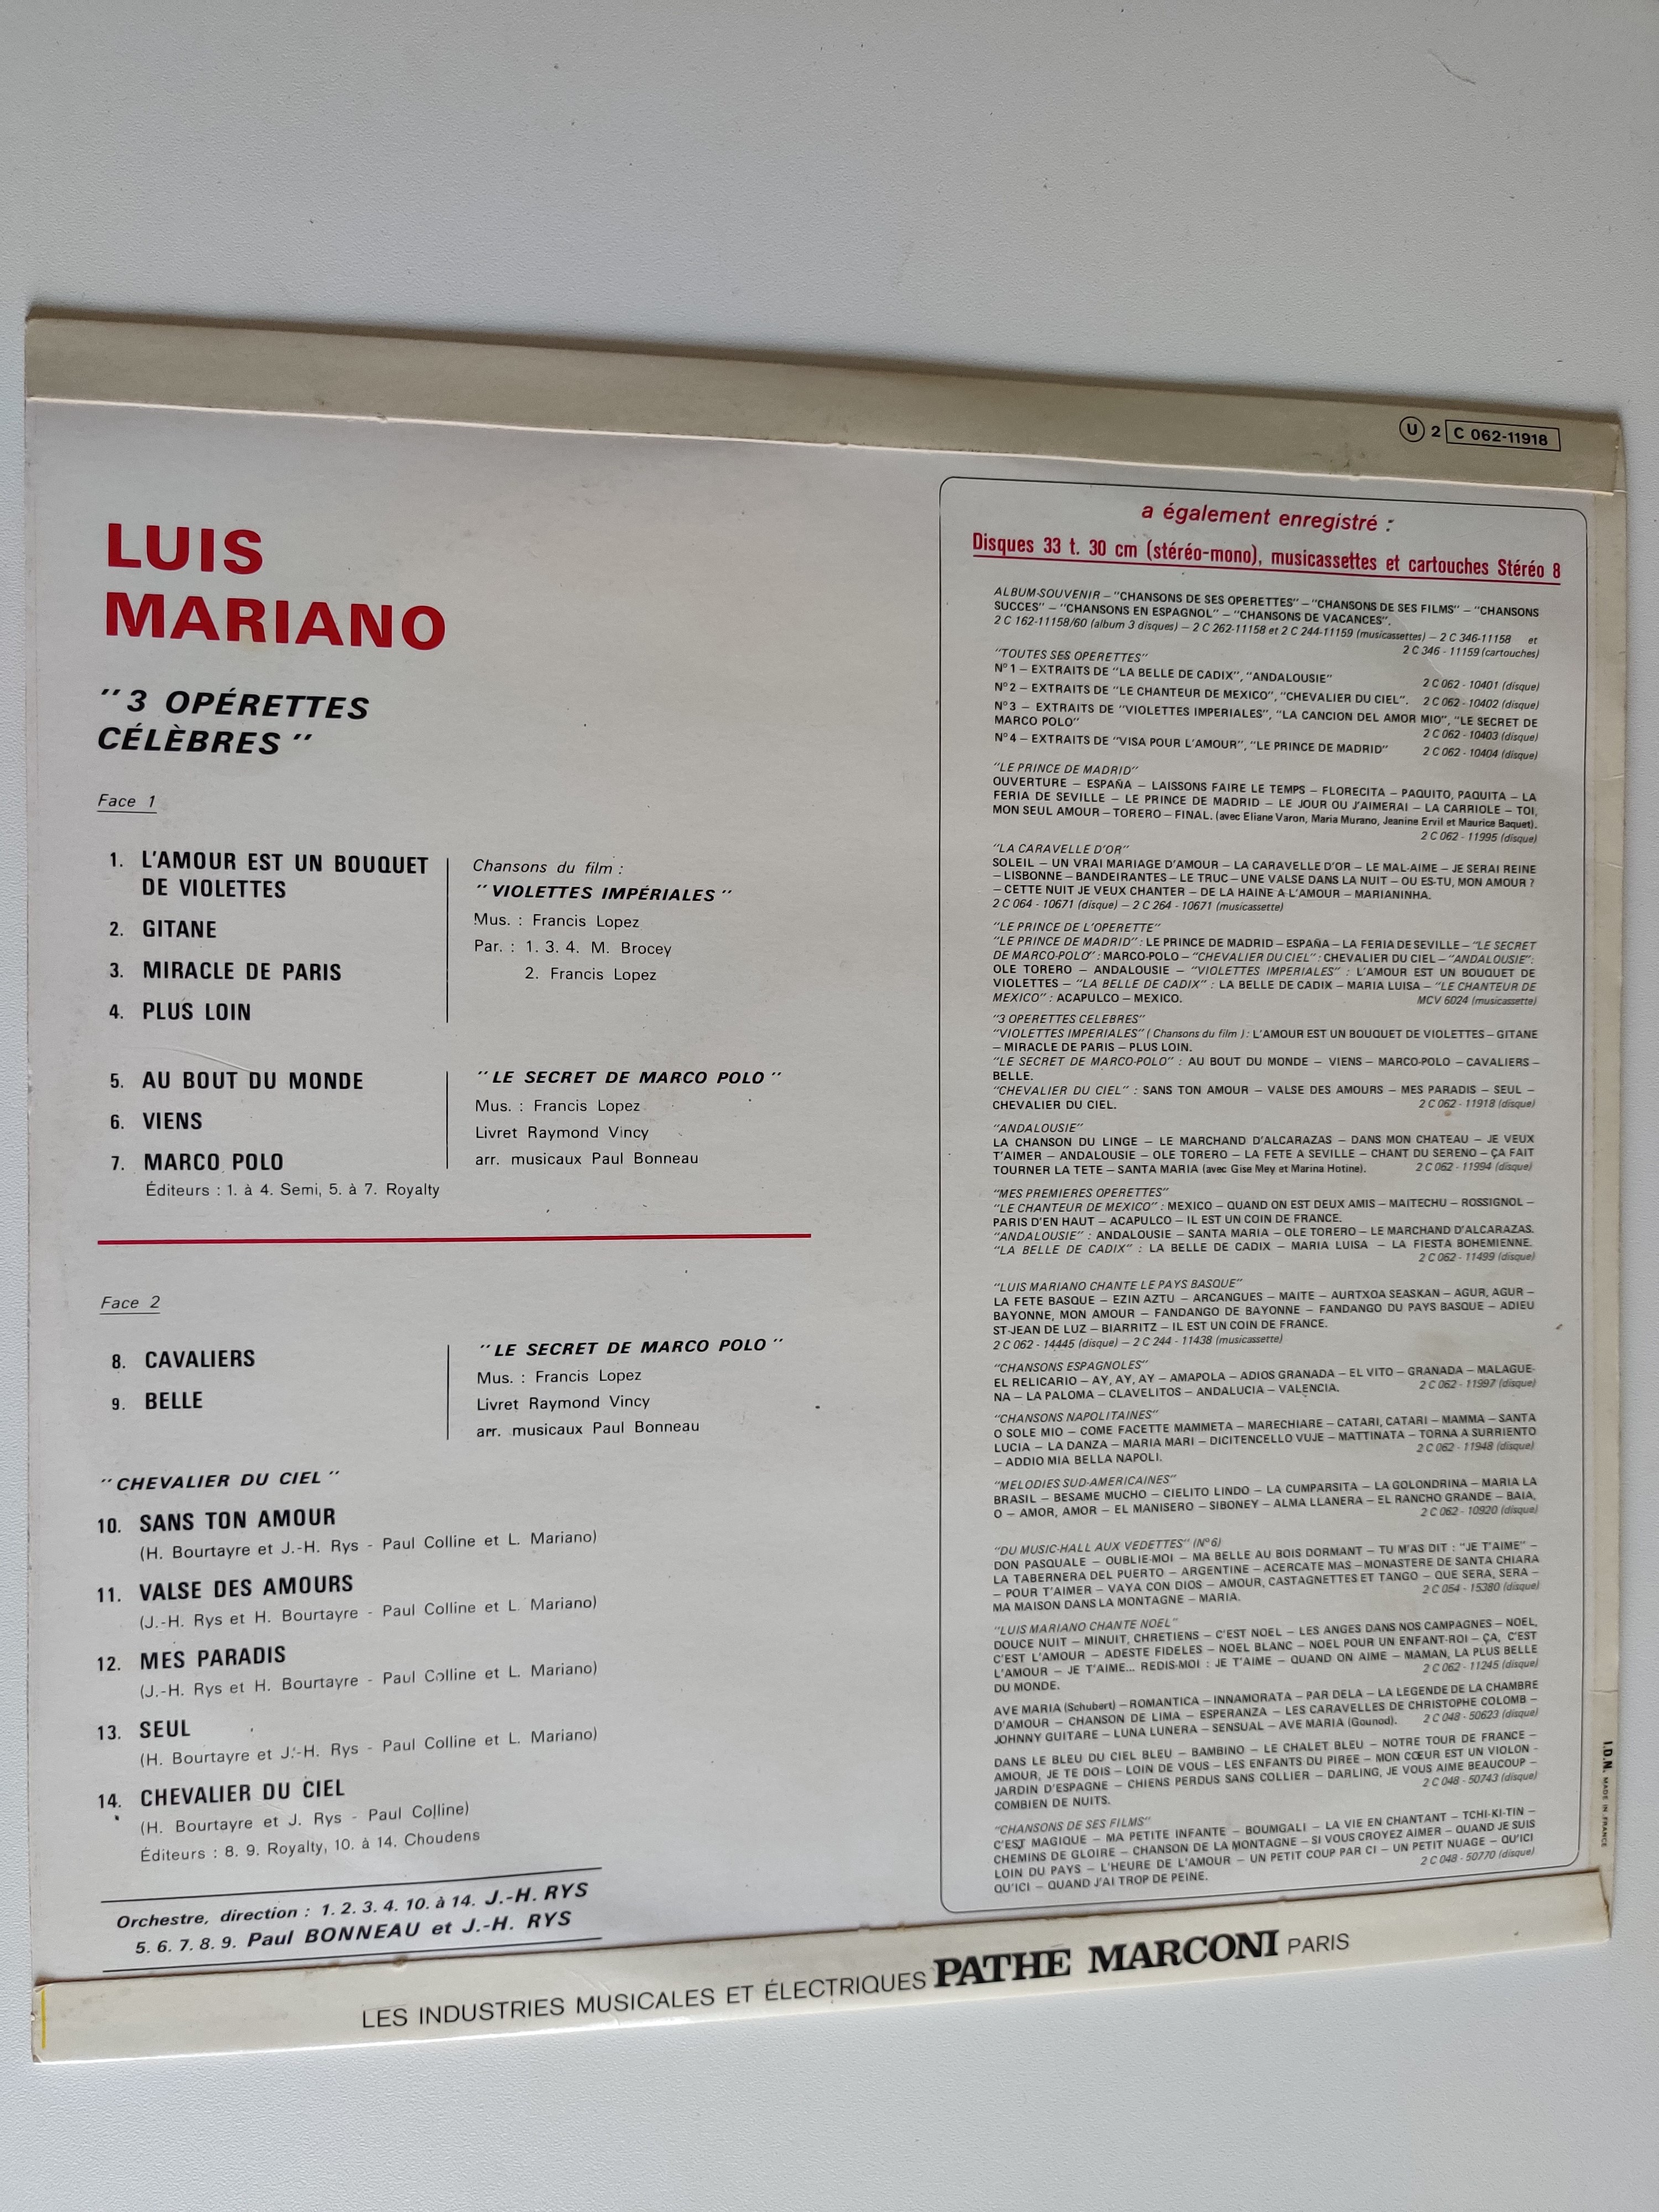 U 2 C 062-11918
LUIS
MARIANO
"3 OPÉRETTES
CÉLÈBRES"
Face 1
1. L'AMOUR EST UN BOUQUET
DE VIOLETTES
2. GITANE
3. MIRACLE DE PARIS
4. PLUS LOIN
Chansons du film :
"VIOLETTES IMPÉRIALES"
Mus. : Francis Lopez
Par. : 1. 3. 4. M. Brocey
2. Francis Lopez
5. AU BOUT DU MONDE
6. VIENS
7. MARCO POLO
Éditeurs : 1. à 4. Semi, 5. à 7. Royalty
"LE SECRET DE MARCO POLO"
Mus. : Francis Lopez
Livret Raymond Vincy
arr. musicaux Paul Bonneau
Face 2
8. CAVALIERS
9. BELLE
"LE SECRET DE MARCO POLO"
Mus. : Francis Lopez
Livret Raymond Vincy
arr. musicaux Paul Bonneau
"CHEVALIER DU CIEL"
10. SANS TON AMOUR
(H. Bourtayre et J.-H. Rys - Paul Colline et L. Mariano)
11. VALSE DES AMOURS
(J.-H. Rys et H. Bourtayre - Paul Colline et L. Mariano)
12. MES PARADIS
(J.-H. Rys et H. Bourtayre - Paul Colline et L. Mariano)
13. SEUL
(H. Bourtayre et J.-H. Rys - Paul Colline et L. Mariano)
14. CHEVALIER DU CIEL
(H. Bourtayre et J. Rys - Paul Colline)
Éditeurs : 8. 9. Royalty, 10. à 14. Choudens
Orchestre, direction : 1. 2. 3. 4. 10. à 14. J.-H. RYS
5. 6. 7. 8. 9. Paul BONNEAU et J.-H. RYS
a également enregistré :
Disques 33 t. 30 cm (stéréo-mono), musicassettes et cartouches Stéréo 8
ALBUM-SOUVENIR – "CHANSONS DE SES OPERETTES" – "CHANSONS DE SES FILMS" – "CHANSONS
SUCCES" – "CHANSONS EN ESPAGNOL" – "CHANSONS DE VACANCES".
2 C 162-11158/60 (album 3 disques) – 2 C 262-11158 et 2 C 244-11159 (musicassettes) – 2 C 346-11158 et
2 C 346 - 11159 (cartouches)
"TOUTES SES OPERETTES"
N° 1 – EXTRAITS DE "LA BELLE DE CADIX", "ANDALOUSIE" 2 C 062 - 10401 (disque)
N° 2 – EXTRAITS DE "LE CHANTEUR DE MEXICO", "CHEVALIER DU CIEL". 2 C 062 - 10402 (disque)
N° 3 – EXTRAITS DE "VIOLETTES IMPERIALES", "LA CANCION DEL AMOR MIO", "LE SECRET DE
MARCO POLO" 2 C 062 - 10403 (disque)
N° 4 – EXTRAITS DE "VISA POUR L'AMOUR", "LE PRINCE DE MADRID" 2 C 062 - 10404 (disque)
"LE PRINCE DE MADRID"
OUVERTURE – ESPAÑA – LAISSONS FAIRE LE TEMPS – FLORECITA – PAQUITO, PAQUITA – LA
FERIA DE SEVILLE – LE PRINCE DE MADRID – LE JOUR OU J'AIMERAI – LA CARRIOLE – TOI,
MON SEUL AMOUR – TORERO – FINAL. (avec Eliane Varon, Maria Murano, Jeanine Ervil et Maurice Baquet).
2 C 062 - 11995 (disque)
"LA CARAVELLE D'OR"
SOLEIL – UN VRAI MARIAGE D'AMOUR – LA CARAVELLE D'OR – LE MAL-AIME – JE SERAI REINE
– LISBONNE – BANDEIRANTES – LE TRUC – UNE VALSE DANS LA NUIT – OU ES-TU, MON AMOUR ?
– CETTE NUIT JE VEUX CHANTER – DE LA HAINE A L'AMOUR – MARIANINHA.
2 C 064 - 10671 (disque) – 2 C 264 - 10671 (musicassette)
"LE PRINCE DE L'OPERETTE"
"LE PRINCE DE MADRID" : LE PRINCE DE MADRID – ESPAÑA – LA FERIA DE SEVILLE – "LE SECRET
DE MARCO-POLO" : MARCO-POLO – "CHEVALIER DU CIEL" : CHEVALIER DU CIEL – "ANDALOUSIE":
OLE TORERO – ANDALOUSIE – "VIOLETTES IMPERIALES" : L'AMOUR EST UN BOUQUET DE
VIOLETTES – "LA BELLE DE CADIX" : LA BELLE DE CADIX – MARIA LUISA – "LE CHANTEUR DE
MEXICO" : ACAPULCO – MEXICO. MCV 6024 (musicassette)
"3 OPERETTES CELEBRES"
"VIOLETTES IMPERIALES" ( Chansons du film ) : L'AMOUR EST UN BOUQUET DE VIOLETTES – GITANE
– MIRACLE DE PARIS – PLUS LOIN.
"LE SECRET DE MARCO-POLO" : AU BOUT DU MONDE – VIENS – MARCO-POLO – CAVALIERS –
BELLE.
"CHEVALIER DU CIEL" : SANS TON AMOUR – VALSE DES AMOURS – MES PARADIS – SEUL –
CHEVALIER DU CIEL. 2 C 062 - 11918 (disque)
"ANDALOUSIE"
LA CHANSON DU LINGE – LE MARCHAND D'ALCARAZAS – DANS MON CHATEAU – JE VEUX
T'AIMER – ANDALOUSIE – OLE TORERO – LA FETE A SEVILLE – CHANT DU SERENO – ÇA FAIT
TOURNER LA TETE – SANTA MARIA (avec Gise Mey et Marina Hotine). 2 C 062 - 11994 (disque)
"MES PREMIERES OPERETTES"
"LE CHANTEUR DE MEXICO" : MEXICO – QUAND ON EST DEUX AMIS – MAITECHU – ROSSIGNOL –
PARIS D'EN HAUT – ACAPULCO – IL EST UN COIN DE FRANCE.
"ANDALOUSIE" : ANDALOUSIE – SANTA MARIA – OLE TORERO – LE MARCHAND D'ALCARAZAS.
"LA BELLE DE CADIX" : LA BELLE DE CADIX – MARIA LUISA – LA FIESTA BOHEMIENNE.
2 C 062 - 11499 (disque)
"LUIS MARIANO CHANTE LE PAYS BASQUE"
LA FETE BASQUE – EZIN AZTU – ARCANGUES – MAITE – AURTXOA SEASKAN – AGUR, AGUR –
BAYONNE, MON AMOUR – FANDANGO DE BAYONNE – FANDANGO DU PAYS BASQUE – ADIEU
ST-JEAN DE LUZ – BIARRITZ – IL EST UN COIN DE FRANCE.
2 C 062 - 14445 (disque) – 2 C 244 - 11438 (musicassette)
"CHANSONS ESPAGNOLES"
EL RELICARIO – AY, AY, AY – AMAPOLA – ADIOS GRANADA – EL VITO – GRANADA – MALAGUE-
NA – LA PALOMA – CLAVELITOS – ANDALUCIA – VALENCIA. 2 C 062 - 11997 (disque)
"CHANSONS NAPOLITAINES"
O SOLE MIO – COME FACETTE MAMMETA – MARECHIARE – CATARI, CATARI – MAMMA – SANTA
LUCIA – LA DANZA – MARIA MARI – DICITENCELLO VUJE – MATTINATA – TORNA A SURRIENTO
– ADDIO MIA BELLA NAPOLI. 2 C 062 - 11948 (disque)
"MELODIES SUD-AMERICAINES"
BRASIL – BESAME MUCHO – CIELITO LINDO – LA CUMPARSITA – LA GOLONDRINA – MARIA LA
O – AMOR, AMOR – EL MANISERO – SIBONEY – ALMA LLANERA – EL RANCHO GRANDE – BAIA,
2 C 062 - 10920 (disque)
"DU MUSIC-HALL AUX VEDETTES" (N° 6)
DON PASQUALE – OUBLIE-MOI – MA BELLE AU BOIS DORMANT – TU M'AS DIT : "JE T'AIME" –
LA TABERNERA DEL PUERTO – ARGENTINE – ACERCATE MAS – MONASTERE DE SANTA CHIARA
– POUR T'AIMER – VAYA CON DIOS – AMOUR, CASTAGNETTES ET TANGO – QUE SERA, SERA –
MA MAISON DANS LA MONTAGNE – MARIA. 2 C 054 - 15380 (disque)
"LUIS MARIANO CHANTE NOEL"
DOUCE NUIT – MINUIT, CHRETIENS – C'EST NOEL – LES ANGES DANS NOS CAMPAGNES – NOEL,
C'EST L'AMOUR – ADESTE FIDELES – NOEL BLANC – NOEL POUR UN ENFANT-ROI – ÇA, C'EST
L'AMOUR – JE T'AIME... REDIS-MOI : JE T'AIME – QUAND ON AIME – MAMAN, LA PLUS BELLE
DU MONDE. 2 C 062 - 11245 (disque)
AVE MARIA (Schubert) – ROMANTICA – INNAMORATA – PAR DELA – LA LEGENDE DE LA CHAMBRE
D'AMOUR – CHANSON DE LIMA – ESPERANZA – LES CARAVELLES DE CHRISTOPHE COLOMB –
JOHNNY GUITARE – LUNA LUNERA – SENSUAL – AVE MARIA (Gounod). 2 C 048 - 50623 (disque)
DANS LE BLEU DU CIEL BLEU – BAMBINO – LE CHALET BLEU – NOTRE TOUR DE FRANCE –
AMOUR, JE TE DOIS – LOIN DE VOUS – LES ENFANTS DU PIREE – MON CŒUR EST UN VIOLON -
JARDIN D'ESPAGNE – CHIENS PERDUS SANS COLLIER – DARLING, JE VOUS AIME BEAUCOUP –
COMBIEN DE NUITS. 2 C 048 - 50743 (disque)
"CHANSONS DE SES FILMS"
C'EST MAGIQUE – MA PETITE INFANTE – BOUMGALI – LA VIE EN CHANTANT – TCHI-KI-TIN –
CHEMINS DE GLOIRE – CHANSON DE LA MONTAGNE – SI VOUS CROYEZ AIMER – QUAND JE SUIS
LOIN DU PAYS – L'HEURE DE L'AMOUR – UN PETIT COUP PAR CI – UN PETIT NUAGE – QU'ICI
QU'ICI – QUAND J'AI TROP DE PEINE. 2 C 048 - 50770 (disque)
I.D.N. MADE IN FRANCE
LES INDUSTRIES MUSICALES ET ÉLECTRIQUES PATHE MARCONI PARIS